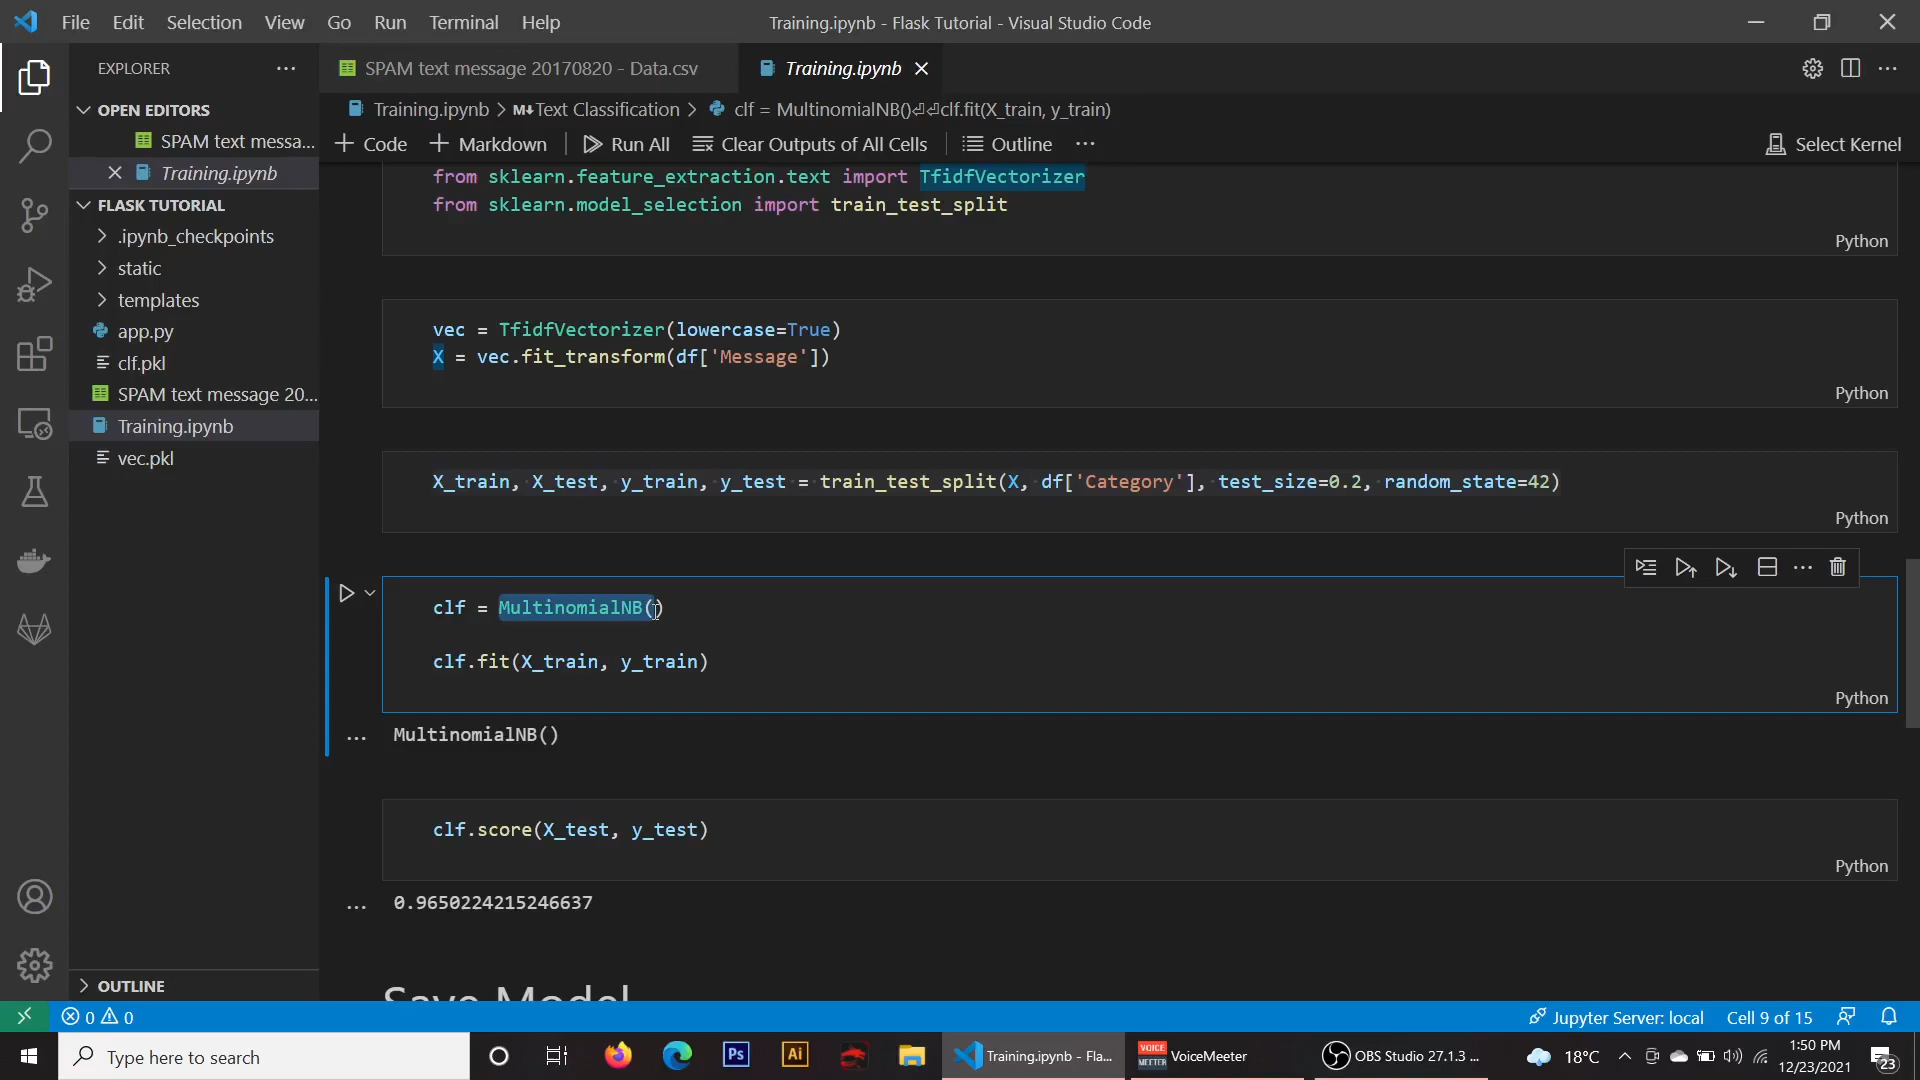 File Edit Selection View Go Run Terminal Help
Training.ipynb - Flask Tutorial - Visual Studio Code
EXPLORER
SPAM text message 20170820 - Data.csv
Training.ipynb
OPEN EDITORS
Training.ipynb > M↓Text Classification > clf = MultinomialNB()⏎⏎clf.fit(X_train, y_train)
SPAM text messa...
+ Code + Markdown Run All Clear Outputs of All Cells Outline ... Select Kernel
Training.ipynb
FLASK TUTORIAL
.ipynb_checkpoints
static
templates
app.py
clf.pkl
SPAM text message 20...
Training.ipynb
vec.pkl
OUTLINE
from sklearn.feature_extraction.text import TfidfVectorizer
from sklearn.model_selection import train_test_split
Python
vec = TfidfVectorizer(lowercase=True)
X = vec.fit_transform(df['Message'])
Python
X_train, X_test, y_train, y_test = train_test_split(X, df['Category'], test_size=0.2, random_state=42)
Python
clf = MultinomialNB()
clf.fit(X_train, y_train)
Python
... MultinomialNB()
clf.score(X_test, y_test)
Python
... 0.9650224215246637
Save Model
0 0
Jupyter Server: local Cell 9 of 15
Type here to search
Ps
Ai
Training.ipynb - Fla...
VOICE MEETER
VoiceMeeter
OBS Studio 27.1.3 ...
18°C
1:50 PM
12/23/2021
23